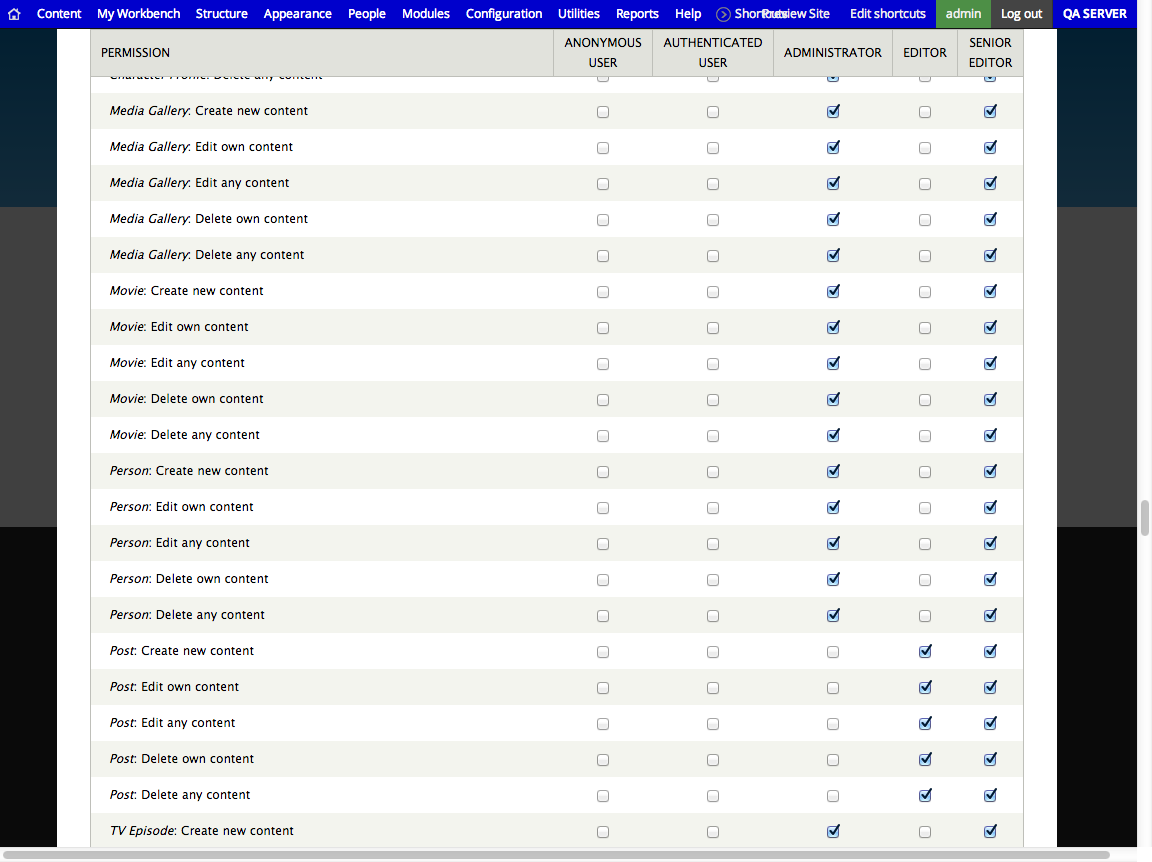 Content My Workbench Structure Appearance People Modules Configuration Utilities Reports Help Shortcuts Preview Site Edit shortcuts admin Log out QA SERVER
PERMISSION ANONYMOUS USER AUTHENTICATED USER ADMINISTRATOR EDITOR SENIOR EDITOR
Character Profile: Delete any content
Media Gallery: Create new content
Media Gallery: Edit own content
Media Gallery: Edit any content
Media Gallery: Delete own content
Media Gallery: Delete any content
Movie: Create new content
Movie: Edit own content
Movie: Edit any content
Movie: Delete own content
Movie: Delete any content
Person: Create new content
Person: Edit own content
Person: Edit any content
Person: Delete own content
Person: Delete any content
Post: Create new content
Post: Edit own content
Post: Edit any content
Post: Delete own content
Post: Delete any content
TV Episode: Create new content